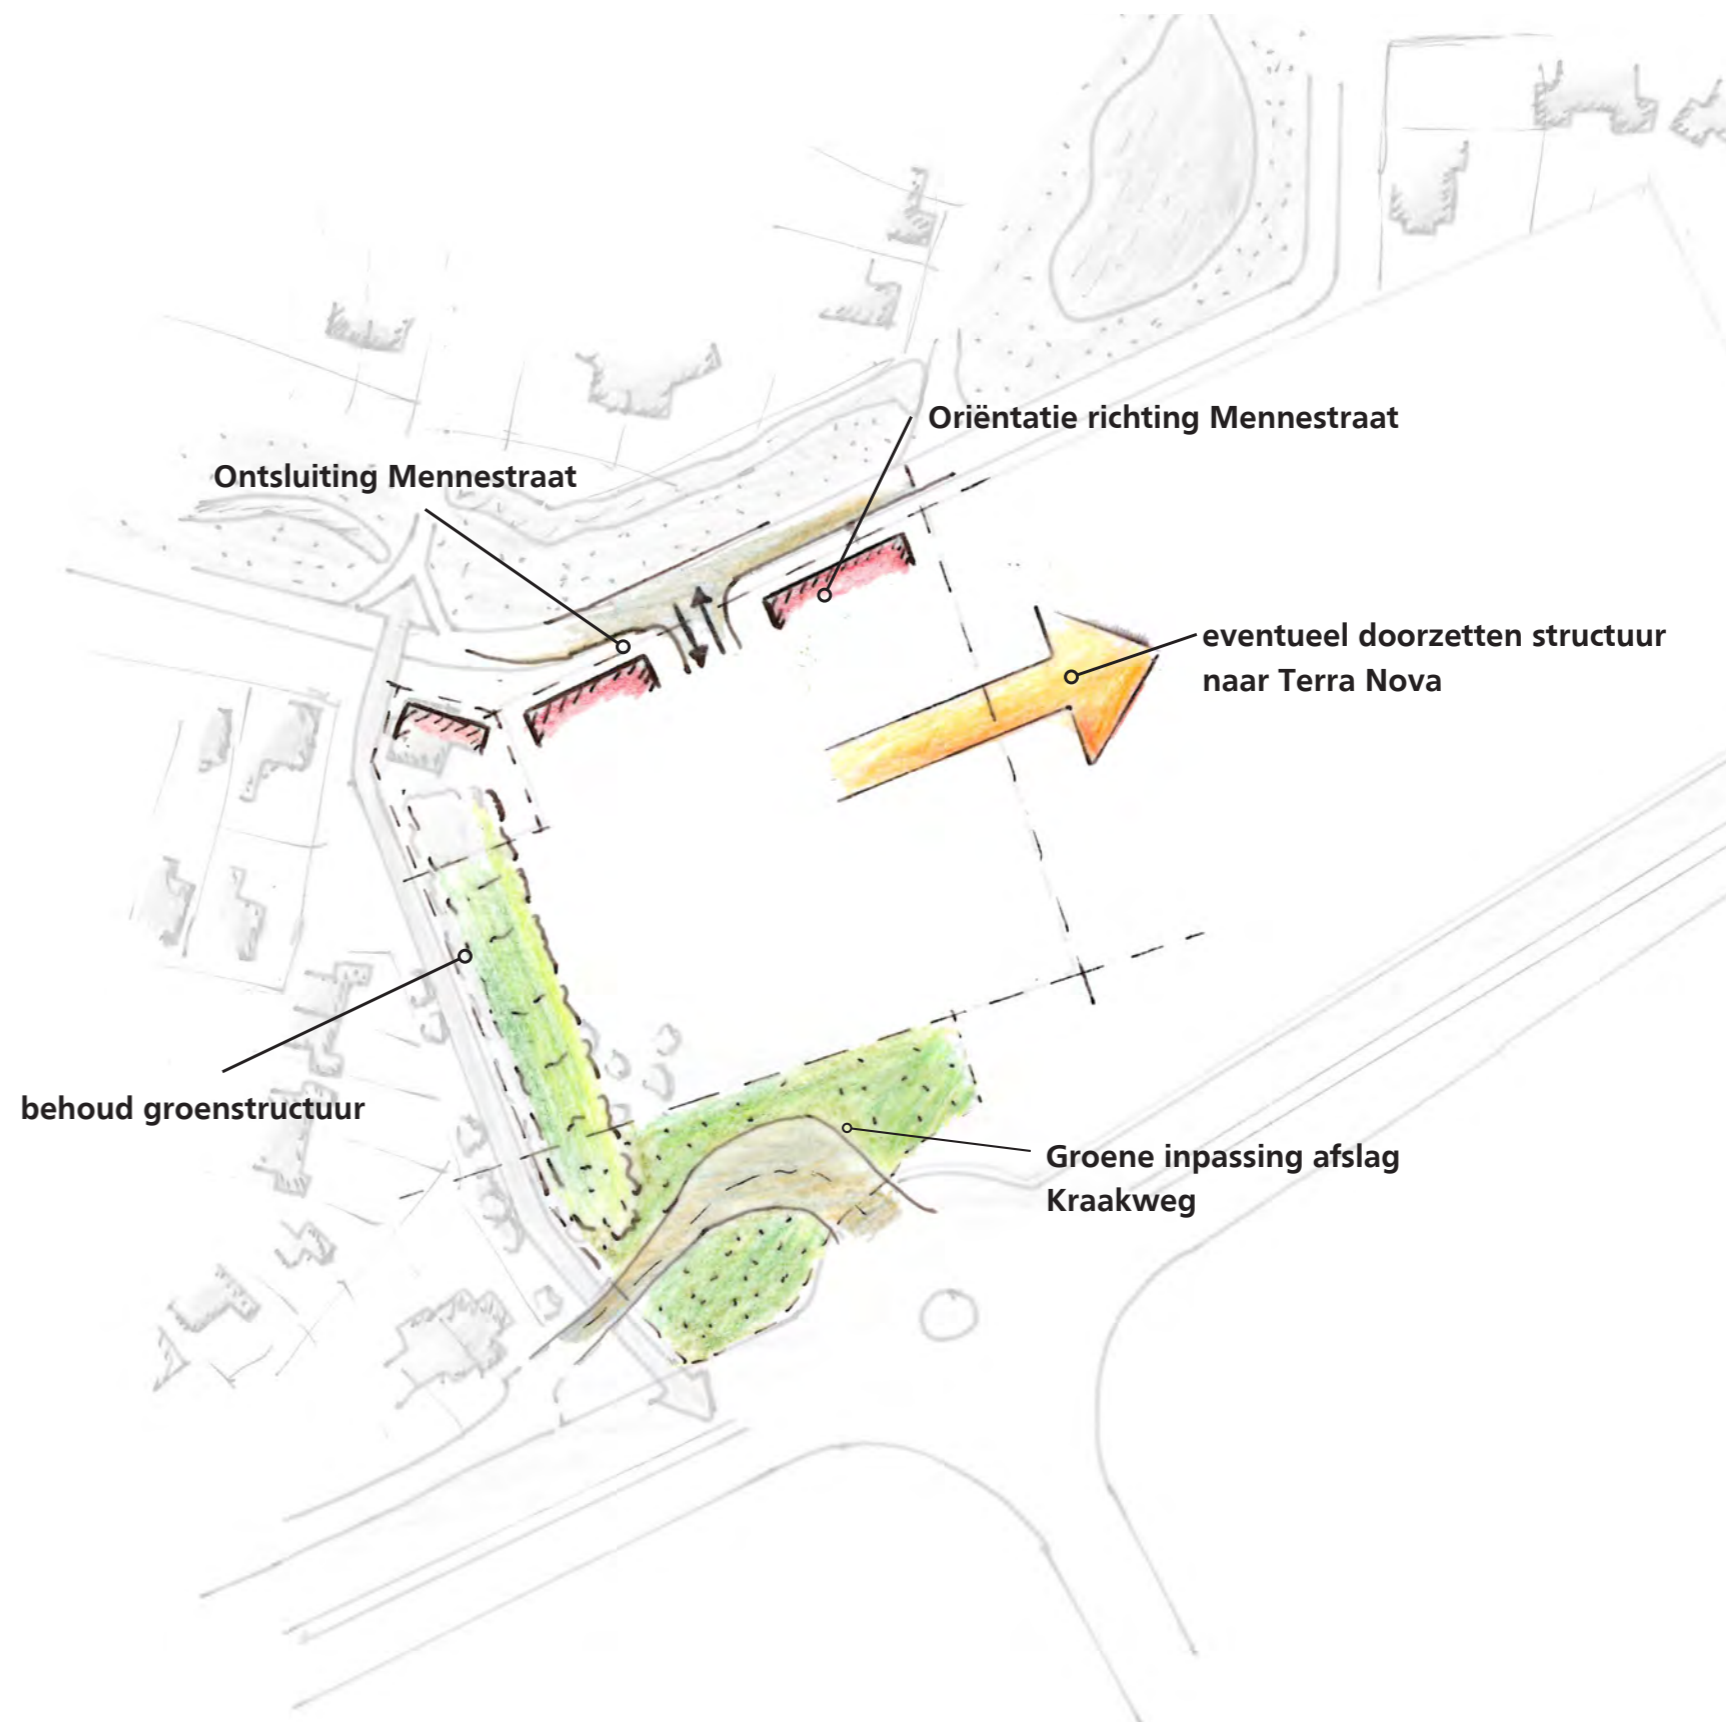 Oriëntatie richting Mennestraat
Ontsluiting Mennestraat
eventueel doorzetten structuur
naar Terra Nova
behoud groenstructuur
Groene inpassing afslag
Kraakweg